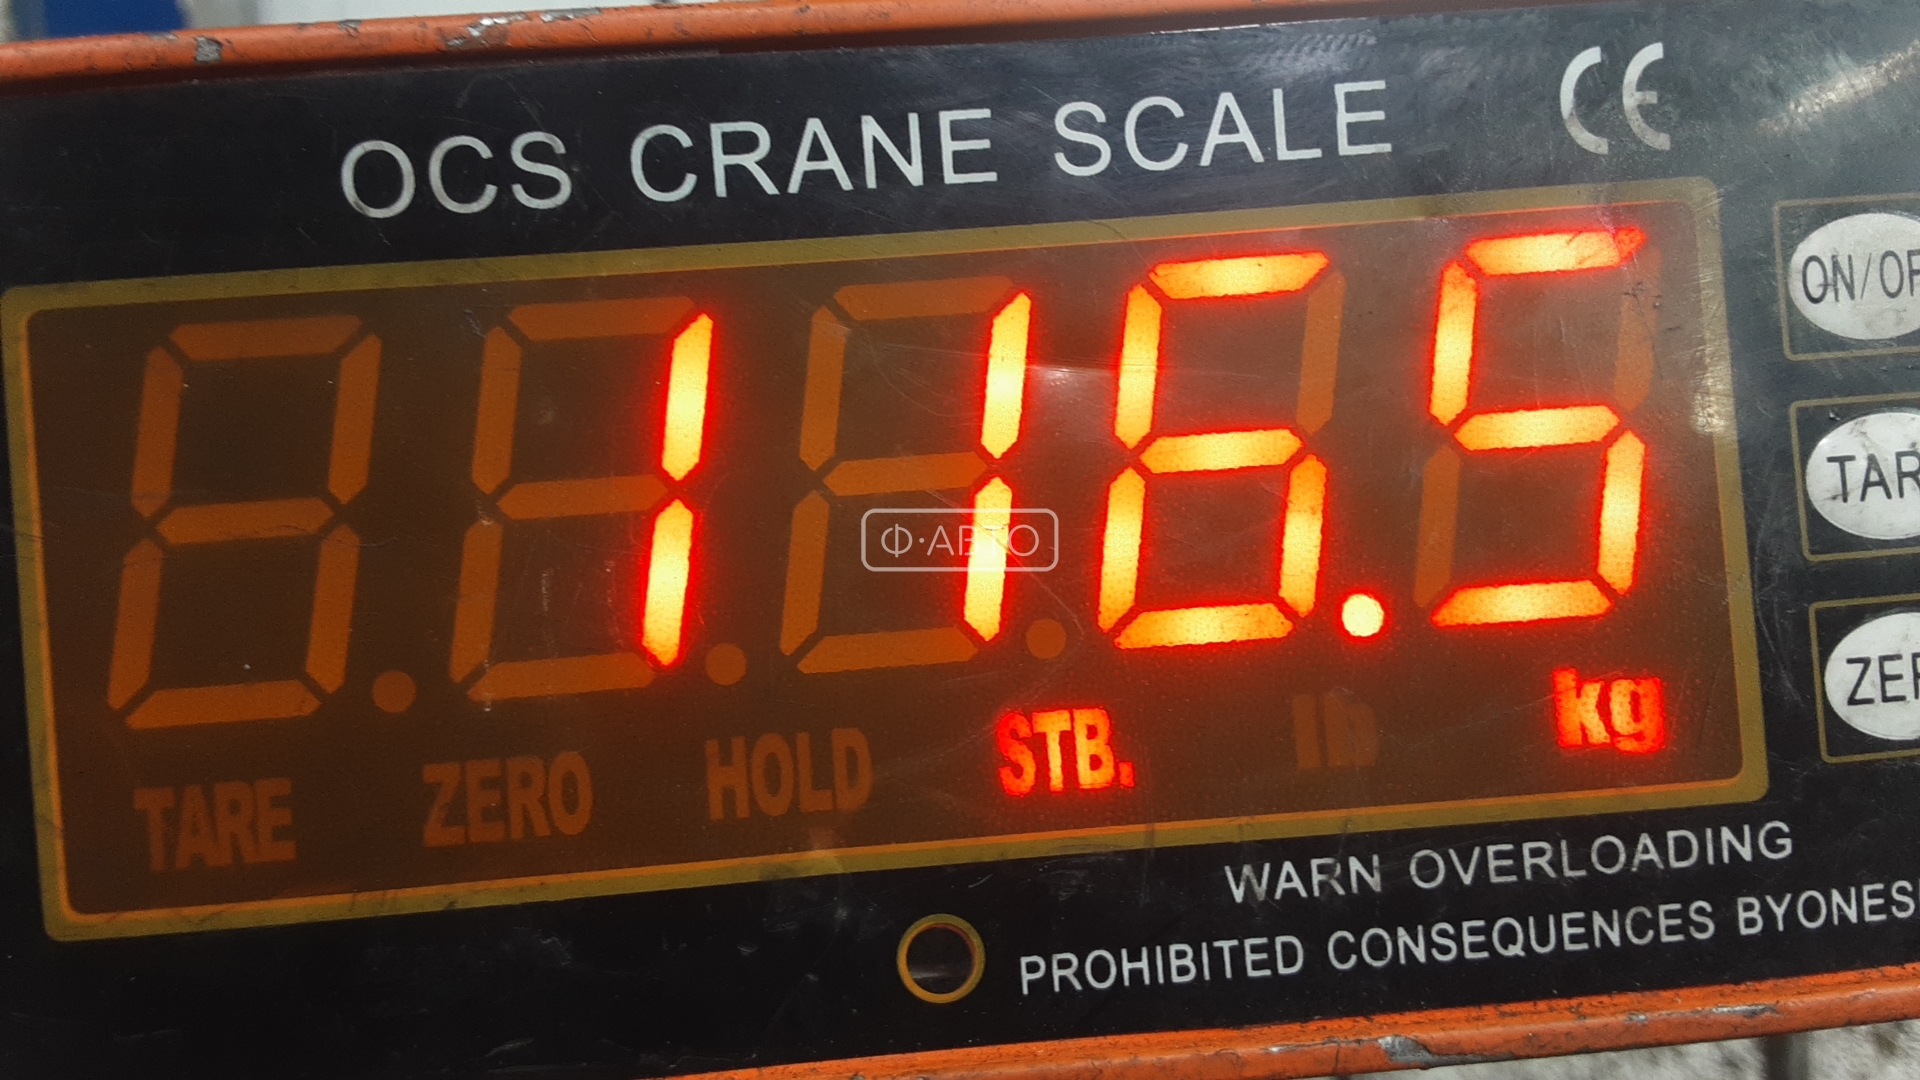 OCS CRANE SCALE CE
116.5
Ф·АВТО
TARE ZERO HOLD STB. lb kg
ON/OF
TAR
ZER
WARN OVERLOADING
PROHIBITED CONSEQUENCES BYONES